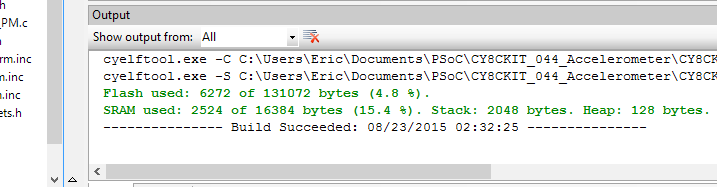 _PM.c
rm.inc
m.inc
.inc
ets.h
Output
Show output from: All
cyelftool.exe -C C:\Users\Eric\Documents\PSoC\CY8CKIT_044_Accelerometer\CY8CK
cyelftool.exe -S C:\Users\Eric\Documents\PSoC\CY8CKIT_044_Accelerometer\CY8CK
Flash used: 6272 of 131072 bytes (4.8 %).
SRAM used: 2524 of 16384 bytes (15.4 %). Stack: 2048 bytes. Heap: 128 bytes.
--------------- Build Succeeded: 08/23/2015 02:32:25 ---------------